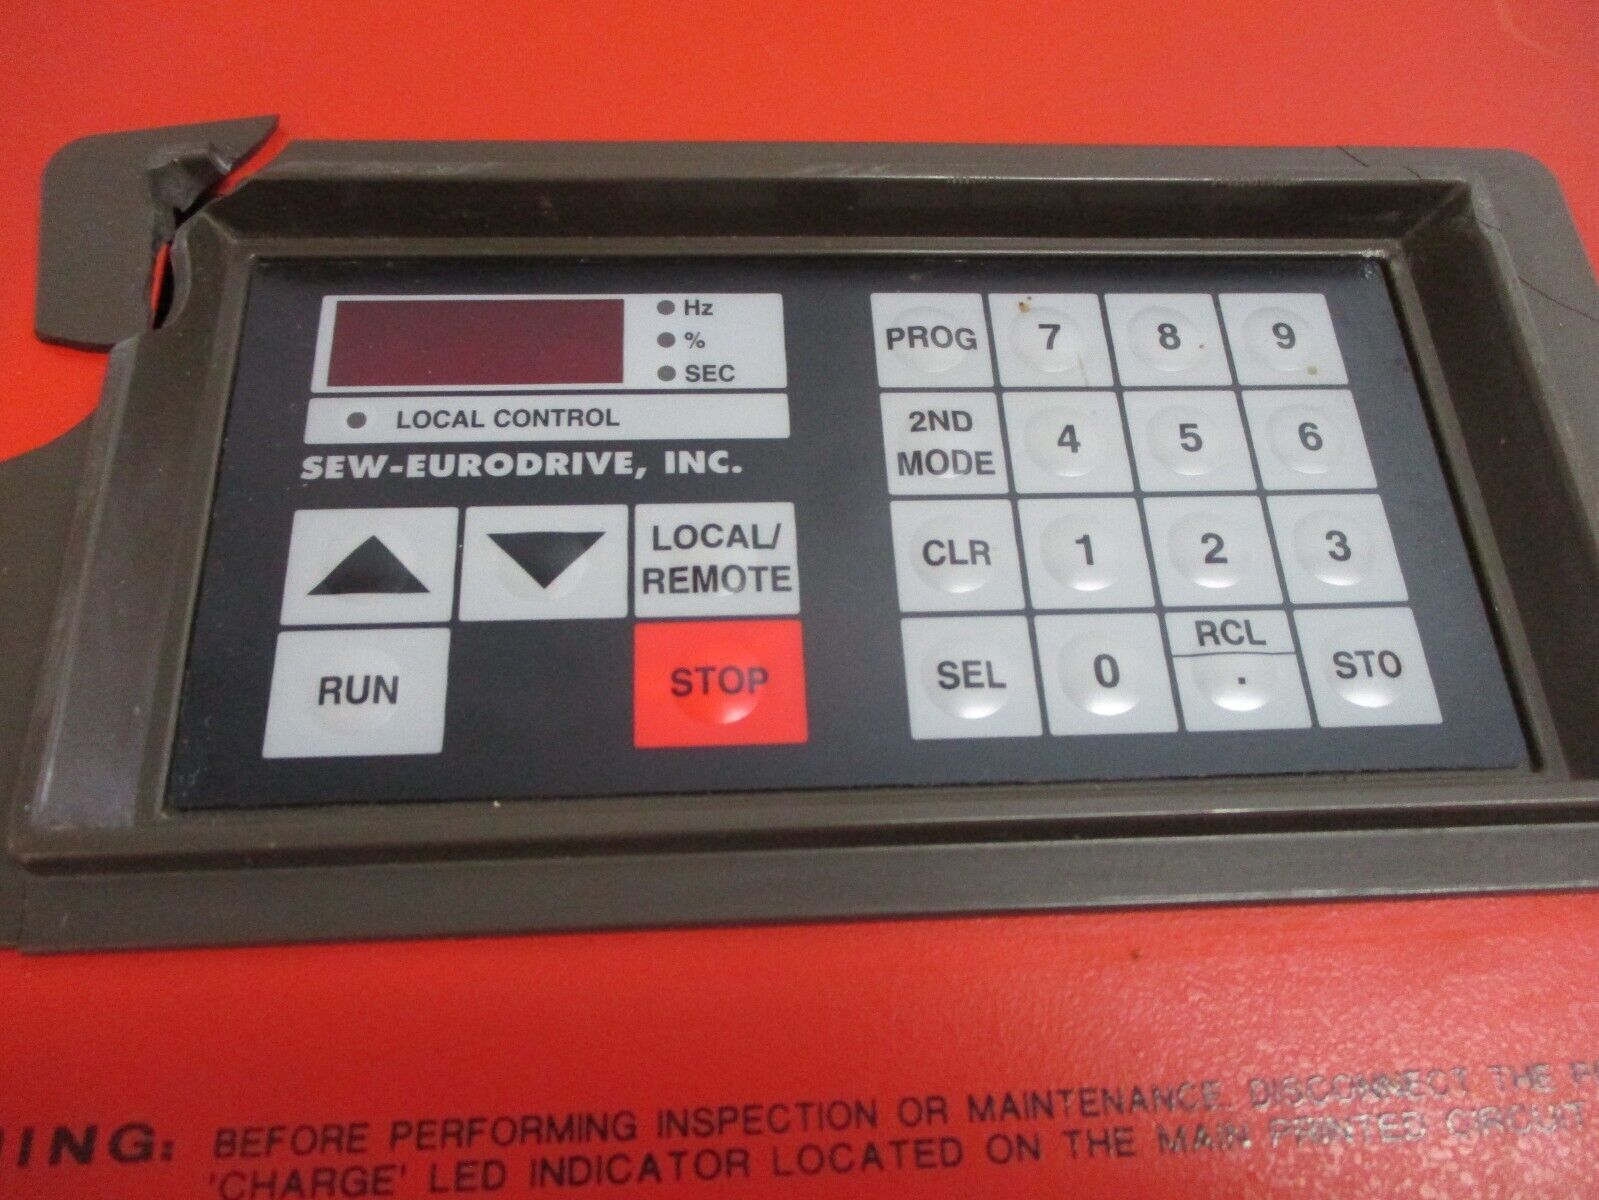 Hz
%
SEC
LOCAL CONTROL
SEW-EURODRIVE, INC.
LOCAL/
REMOTE
RUN
STOP
PROG
7
8
9
2ND
MODE
4
5
6
CLR
1
2
3
SEL
0
RCL
.
STO
ING: BEFORE PERFORMING INSPECTION OR MAINTENANCE, DISCONNECT THE
'CHARGE' LED INDICATOR LOCATED ON THE MAIN PRINTED CIRCUIT